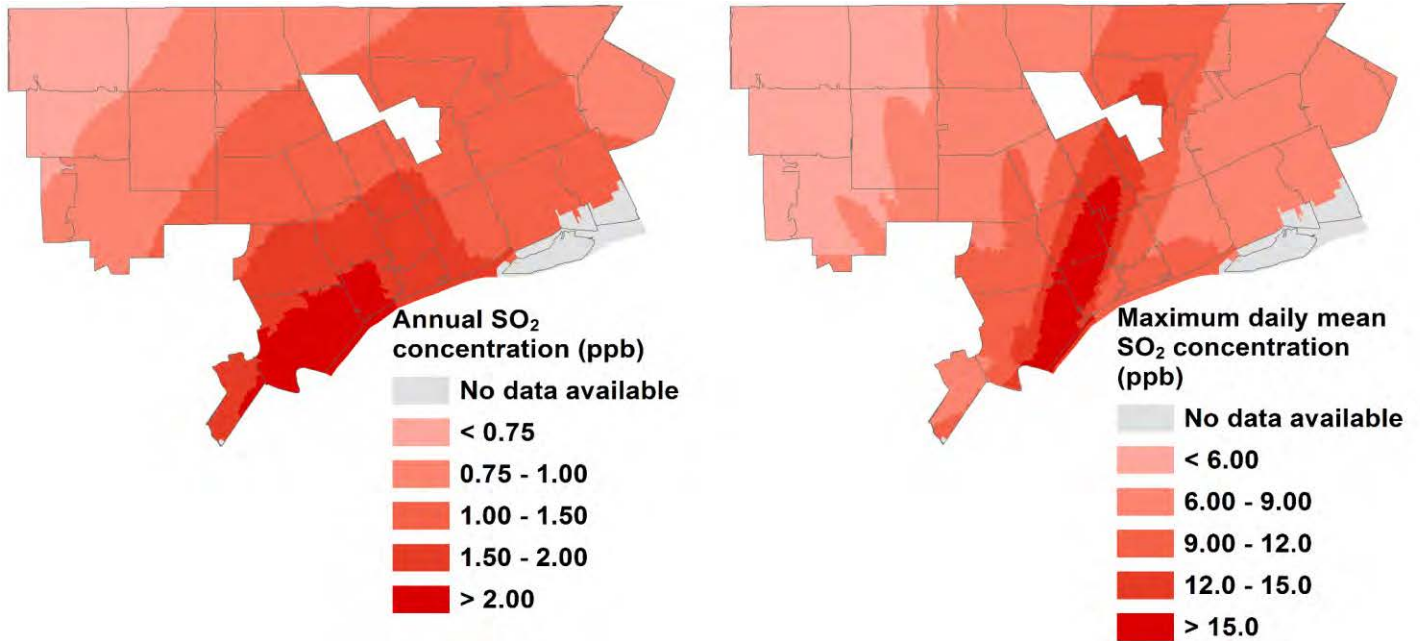 Annual SO₂
concentration (ppb)
No data available
< 0.75
0.75 - 1.00
1.00 - 1.50
1.50 - 2.00
> 2.00
Maximum daily mean
SO₂ concentration
(ppb)
No data available
< 6.00
6.00 - 9.00
9.00 - 12.0
12.0 - 15.0
> 15.0